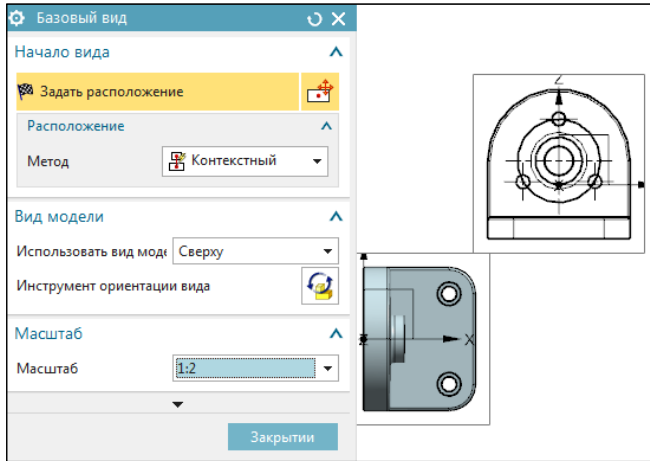 Базовый вид
Начало вида
Задать расположение
Расположение
Метод
Контекстный
Вид модели
Использовать вид моде
Сверху
Инструмент ориентации вида
Масштаб
Масштаб
1:2
Закрытии
Z
X